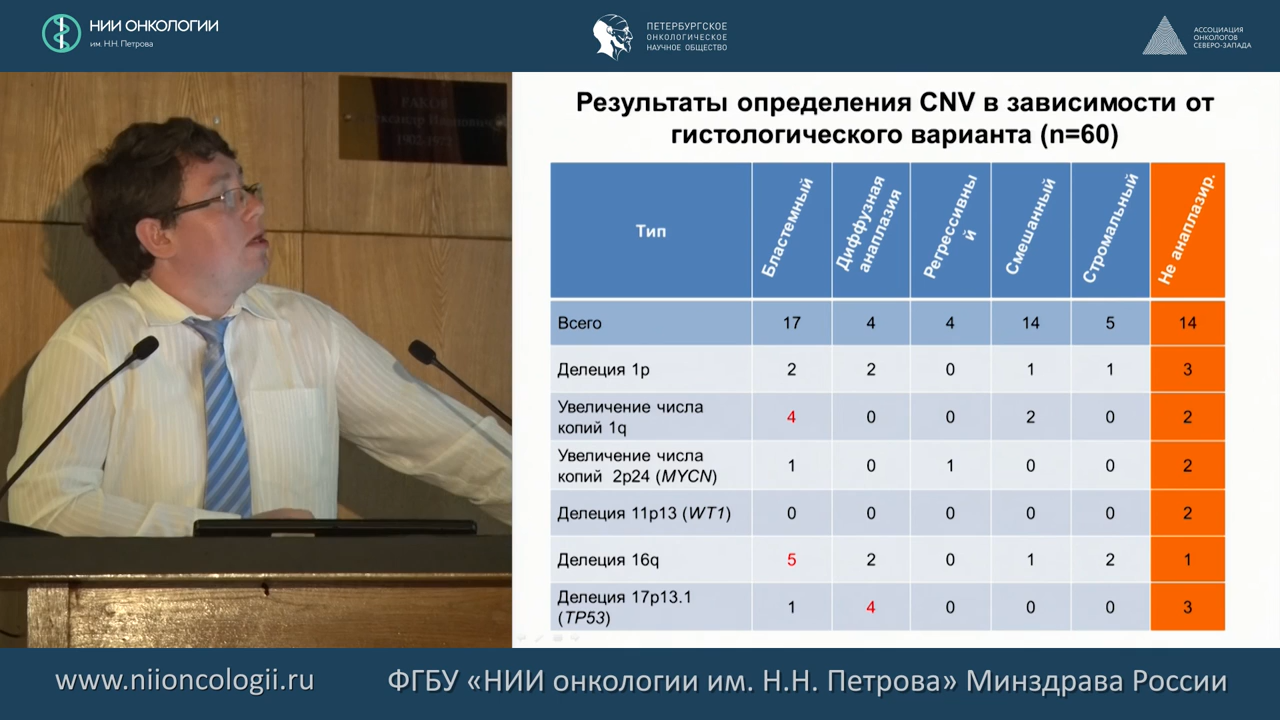 НИИ ОНКОЛОГИИ
им. Н.Н. Петрова
ПЕТЕРБУРГСКОЕ
ОНКОЛОГИЧЕСКОЕ
НАУЧНОЕ ОБЩЕСТВО
АССОЦИАЦИЯ
ОНКОЛОГОВ
СЕВЕРО-ЗАПАДА
РАКОВ
Результаты определения CNV в зависимости от
гистологического варианта (n=60)
Тип
Бластемный
Диффузная
анаплазия
Регрессивны
й
Смешанный
Стромальный
Не анаплазир.
Всего 17 4 4 14 5 14
Делеция 1p 2 2 0 1 1 3
Увеличение числа
копий 1q 4 0 0 2 0 2
Увеличение числа
копий 2p24 (MYCN) 1 0 1 0 0 2
Делеция 11p13 (WT1) 0 0 0 0 0 2
Делеция 16q 5 2 0 1 2 1
Делеция 17p13.1
(TP53) 1 4 0 0 0 3
www.niioncologii.ru
ФГБУ «НИИ онкологии им. Н.Н. Петрова» Минздрава России